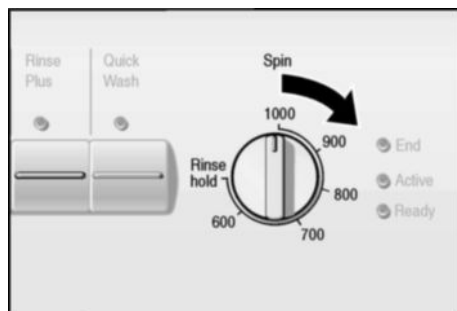 Rinse
Plus
Quick
Wash
Spin
1000
900
800
700
600
Rinse
hold
End
Active
Ready